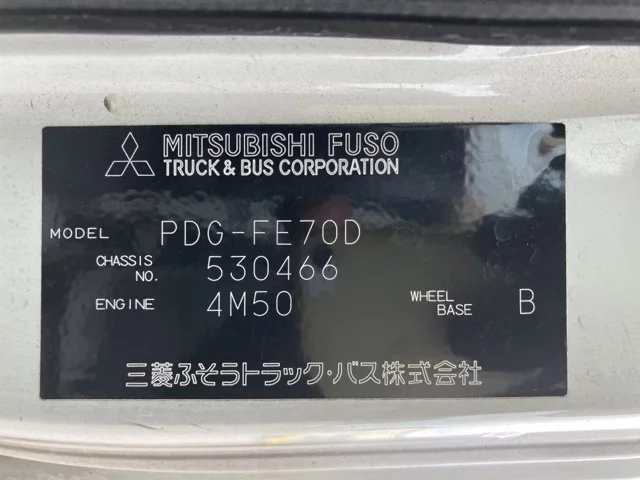 MITSUBISHI FUSO
TRUCK & BUS CORPORATION
MODEL PDG-FE70D
CHASSIS NO. 530466
ENGINE 4M50 WHEEL BASE B
三菱ふそうトラック・バス株式会社